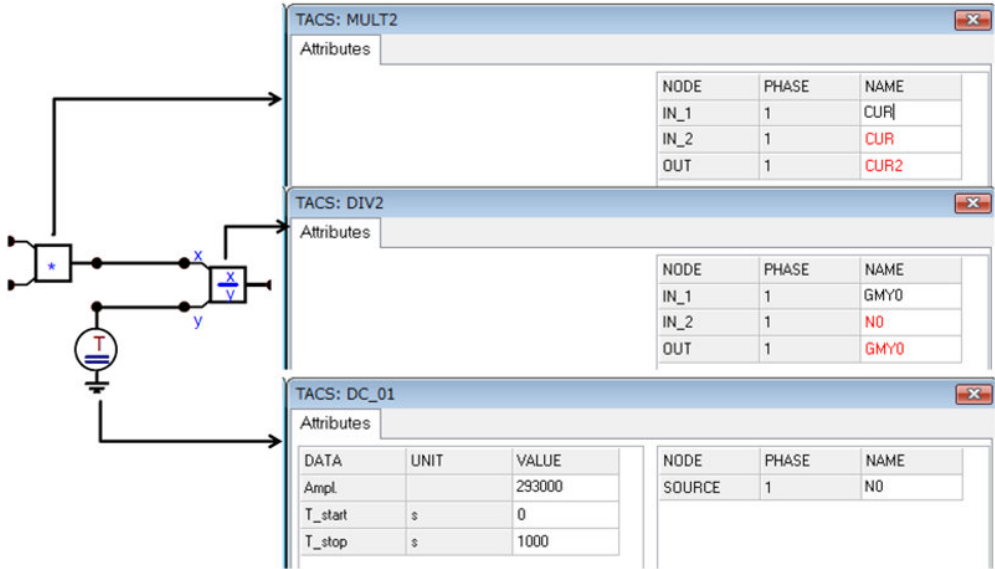 TACS: MULT2
Attributes
NODE PHASE NAME
IN_1 1 CUR
IN_2 1 CUR
OUT 1 CUR2
TACS: DIV2
Attributes
NODE PHASE NAME
IN_1 1 GMY0
IN_2 1 N0
OUT 1 GMY0
*
x
x
y
y
T
TACS: DC_01
Attributes
DATA UNIT VALUE
Ampl. 293000
T_start s 0
T_stop s 1000
NODE PHASE NAME
SOURCE 1 N0